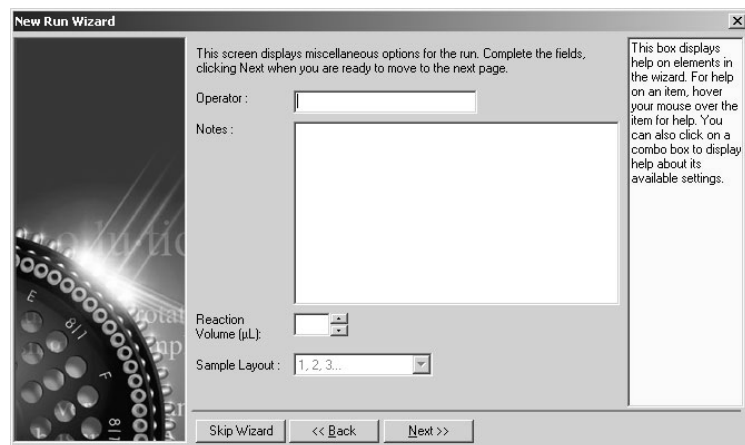 New Run Wizard
This screen displays miscellaneous options for the run. Complete the fields,
clicking Next when you are ready to move to the next page.
Operator :
Notes :
Reaction
Volume (µL):
Sample Layout :
1, 2, 3...
Skip Wizard
<< Back
Next >>
This box displays
help on elements in
the wizard. For help
on an item, hover
your mouse over the
item for help. You
can also click on a
combo box to display
help about its
available settings.
E
8/1
F
8/1